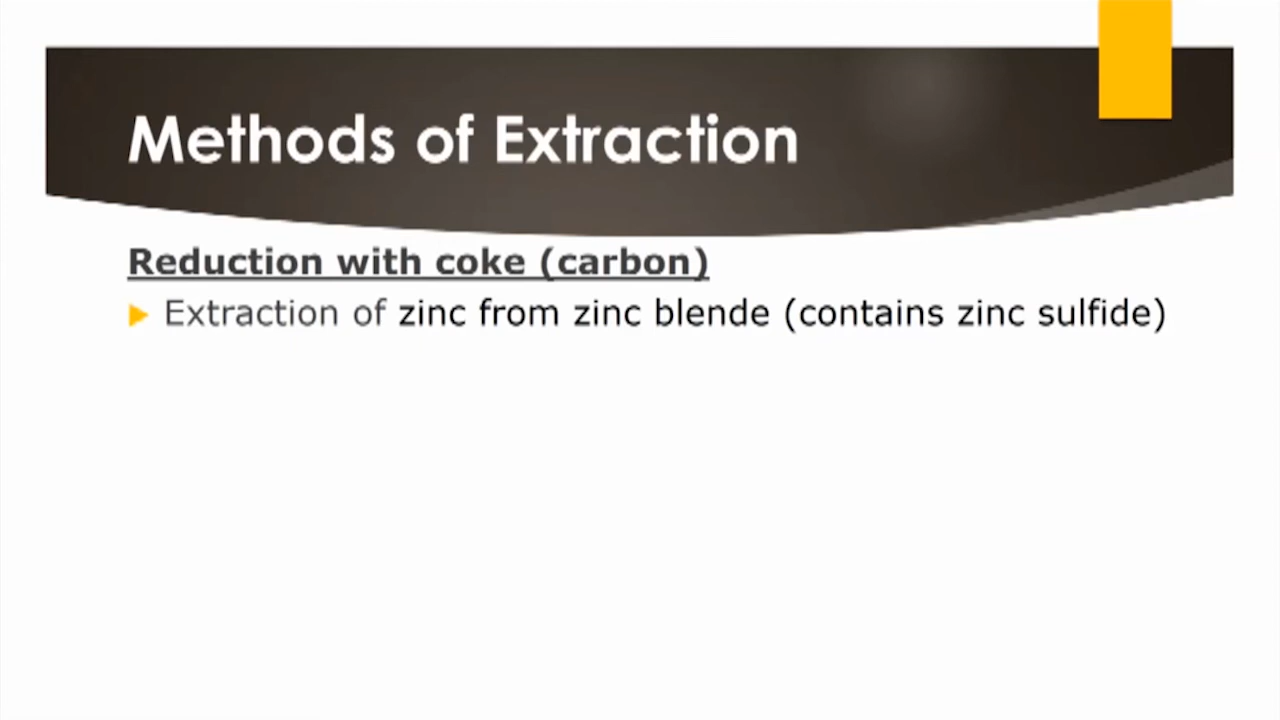 Methods of Extraction
Reduction with coke (carbon)
Extraction of zinc from zinc blende (contains zinc sulfide)